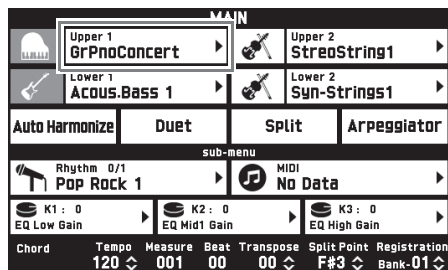 MAIN
Upper 1
GrPnoConcert
Upper 2
StreoString1
Lower 1
Acous.Bass 1
Lower 2
Syn-Strings1
Auto Harmonize Duet Split Arpeggiator
sub-menu
Rhythm 0/1
Pop Rock 1
MIDI
No Data
K1: 0
EQ Low Gain
K2: 0
EQ Mid1 Gain
K3: 0
EQ High Gain
Chord Tempo Measure Beat Transpose Split Point Registration
120 001 00 00 F#3 Bank-01